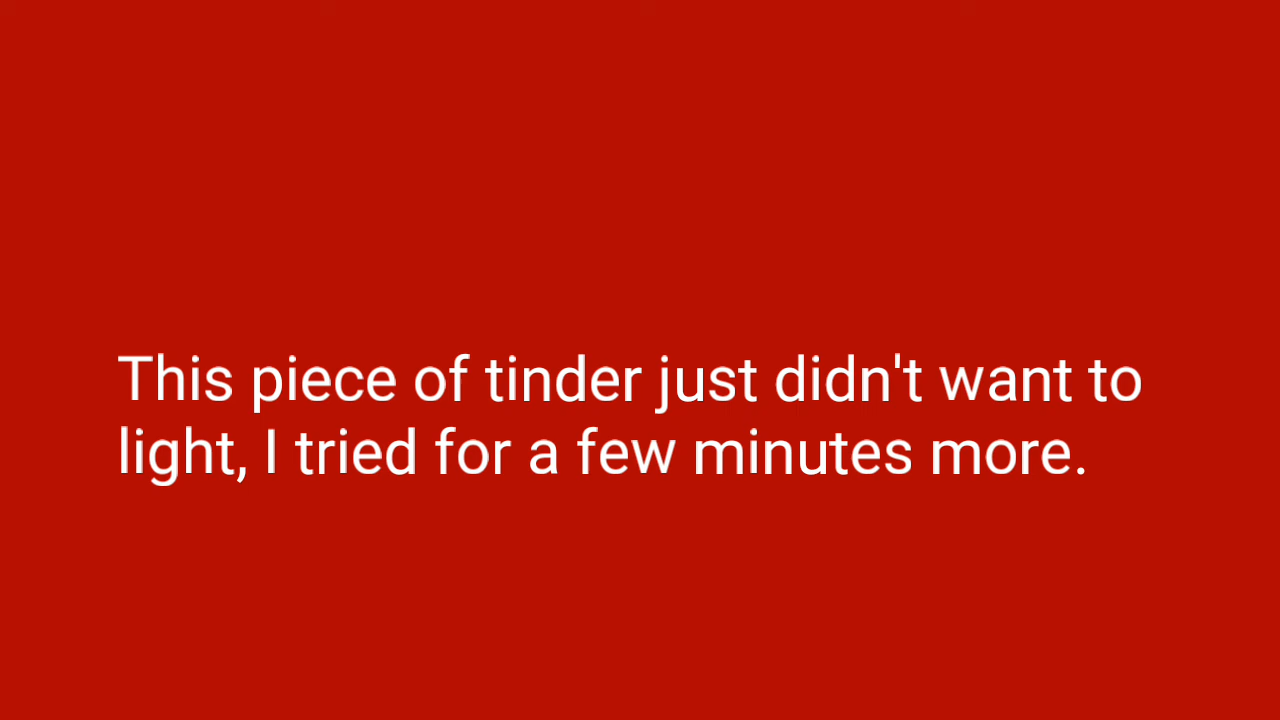 This piece of tinder just didn't want to
light, I tried for a few minutes more.